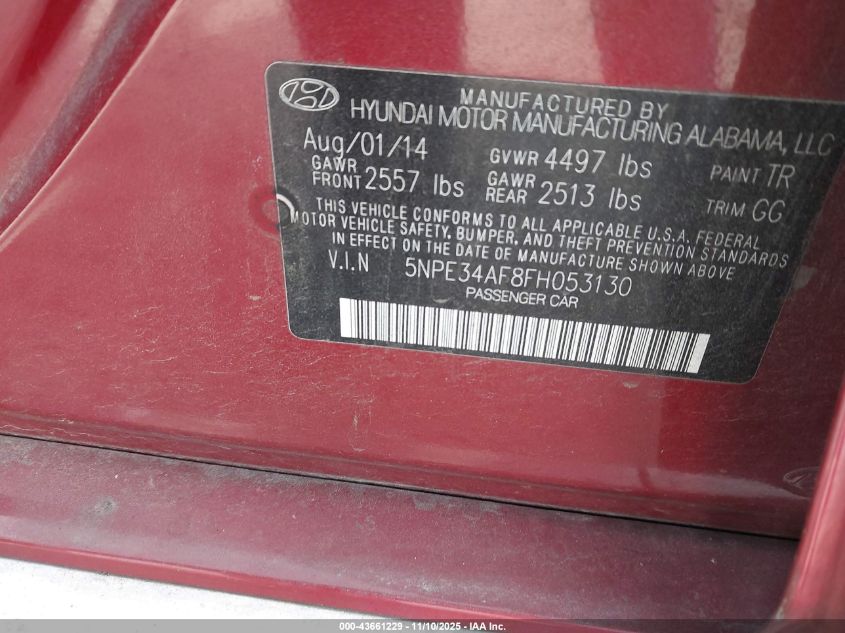 MANUFACTURED BY
HYUNDAI MOTOR MANUFACTURING ALABAMA, LLC
Aug/01/14 GVWR 4497 lbs PAINT TR
GAWR FRONT 2557 lbs GAWR REAR 2513 lbs TRIM GG
THIS VEHICLE CONFORMS TO ALL APPLICABLE U.S.A. FEDERAL
MOTOR VEHICLE SAFETY, BUMPER, AND THEFT PREVENTION STANDARDS
IN EFFECT ON THE DATE OF MANUFACTURE SHOWN ABOVE
V.I.N 5NPE34AF8FH053130
PASSENGER CAR
000-43661229 - 11/10/2025 - IAA, Inc.